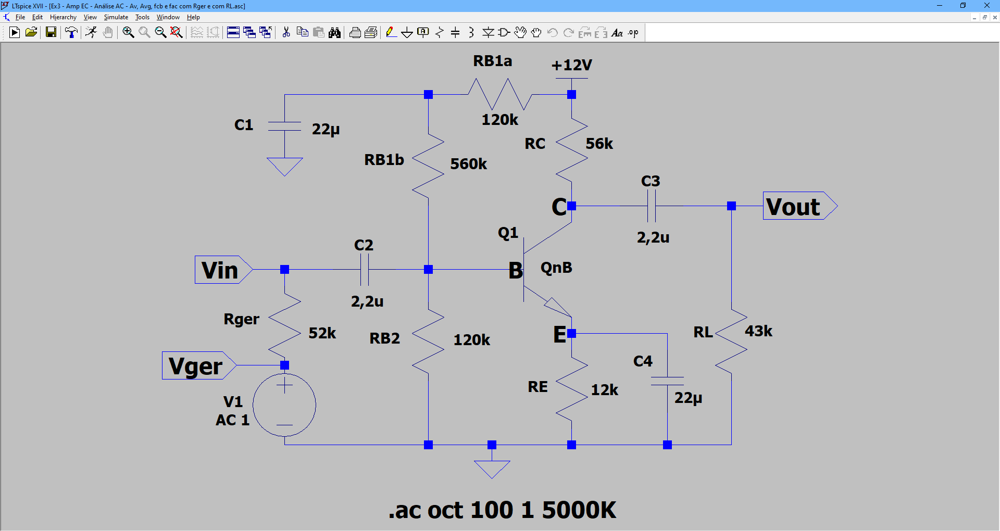 LTspice XVII - [Ex3 - Amp EC - Análise AC - Av, Avg, fcb e fac com Rger e com RL.asc]
File Edit Hierarchy View Simulate Tools Window Help
RB1a
+12V
120k
C1
22µ
RC
56k
RB1b
560k
C3
C
Vout
Q1
2,2u
C2
Vin
B
QnB
2,2u
Rger
52k
RB2
120k
E
RL
43k
Vger
C4
RE
12k
22µ
V1
AC 1
.ac oct 100 1 5000K